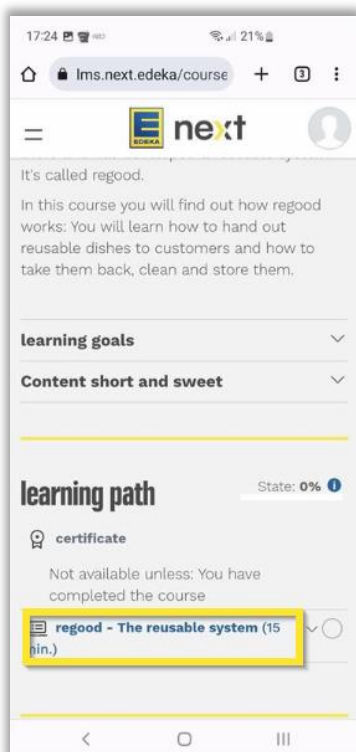 17:24
21%
lms.next.edeka/course
3
EDEKA next
It's called regood.
In this course you will find out how regood
works: You will learn how to hand out
reusable dishes to customers and how to
take them back, clean and store them.
learning goals
Content short and sweet
learning path
State: 0%
certificate
Not available unless: You have
completed the course
regood - The reusable system (15
min.)